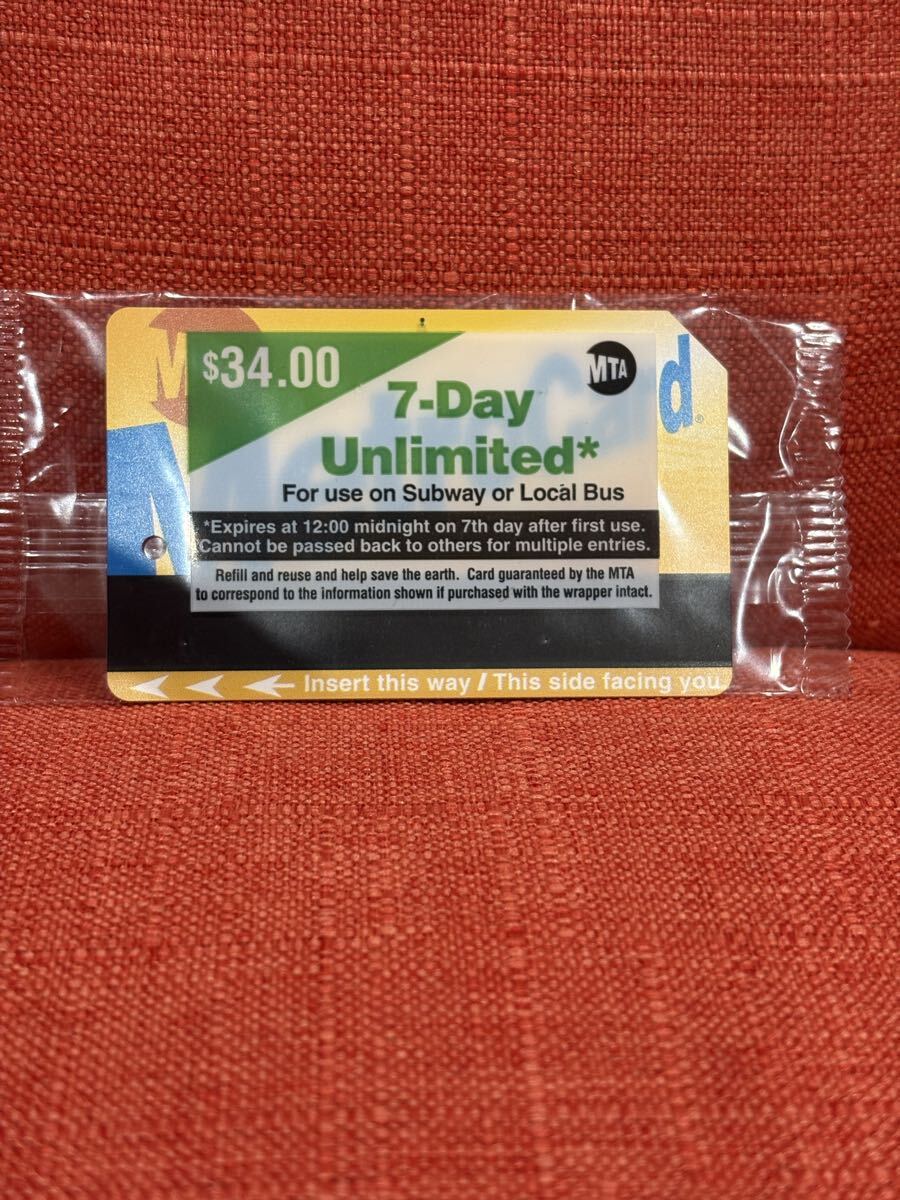 $34.00
MTA
7-Day
Unlimited*
For use on Subway or Local Bus
*Expires at 12:00 midnight on 7th day after first use.
Cannot be passed back to others for multiple entries.
Refill and reuse and help save the earth. Card guaranteed by the MTA
to correspond to the information shown if purchased with the wrapper intact.
Insert this way / This side facing you